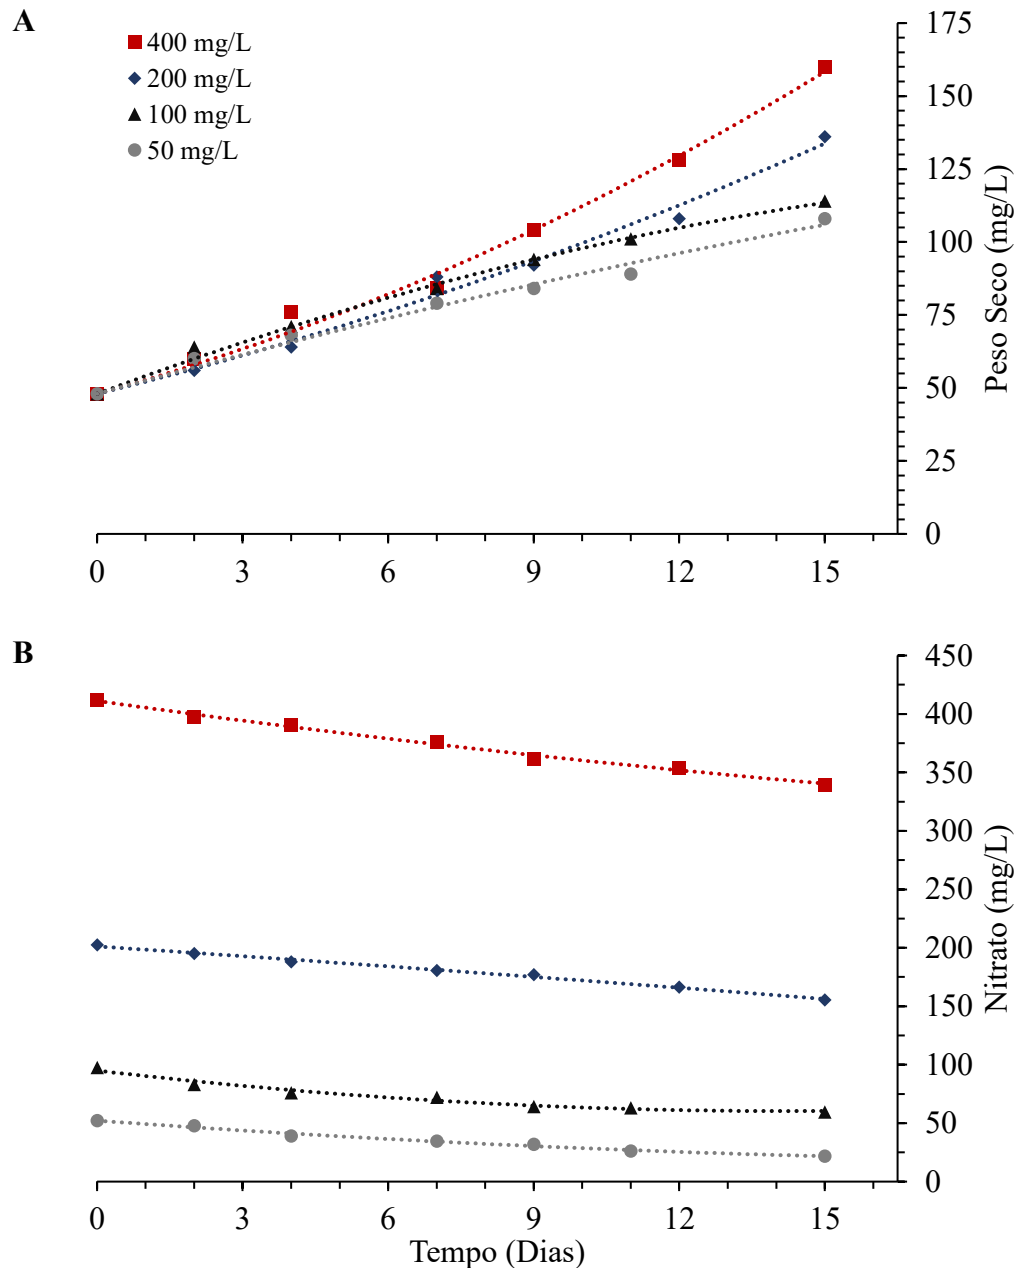 A
400 mg/L
200 mg/L
100 mg/L
50 mg/L
175
150
125
100
75
50
25
0
Peso Seco (mg/L)
0 3 6 9 12 15
B
450
400
350
300
250
200
150
100
50
0
Nitrato (mg/L)
0 3 6 9 12 15
Tempo (Dias)